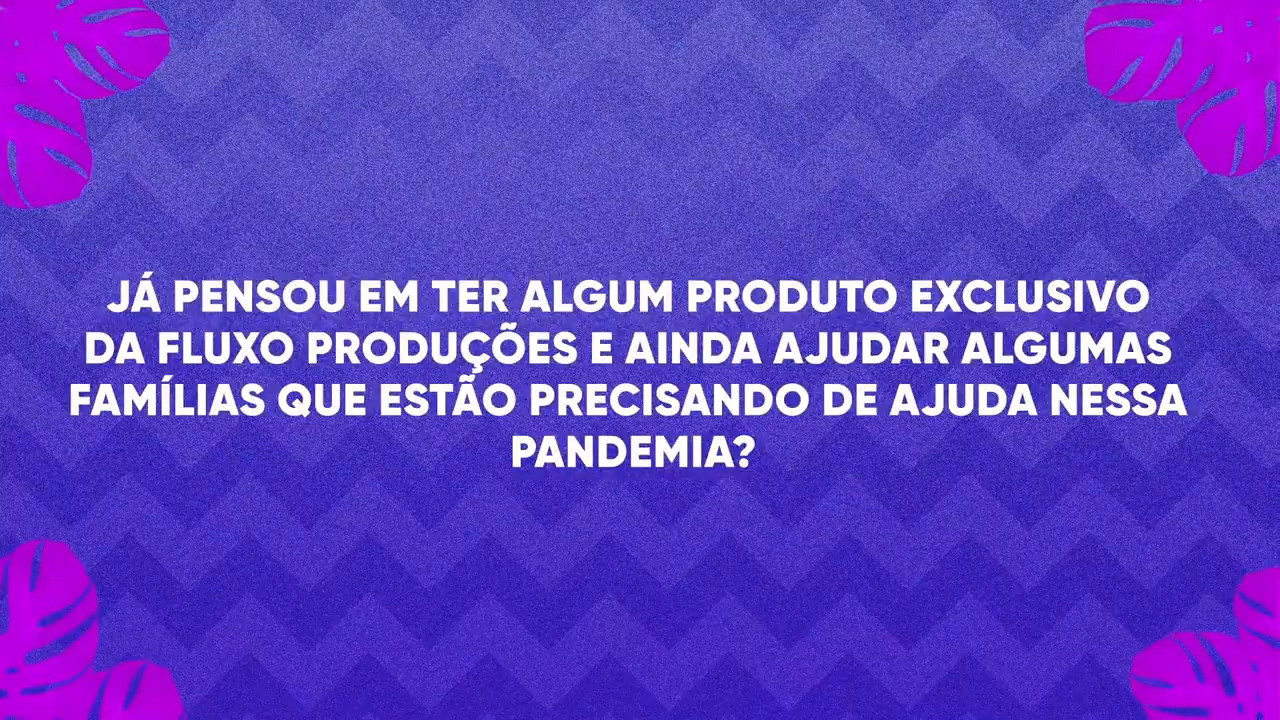 JÁ PENSOU EM TER ALGUM PRODUTO EXCLUSIVO
DA FLUXO PRODUÇÕES E AINDA AJUDAR ALGUMAS
FAMÍLIAS QUE ESTÃO PRECISANDO DE AJUDA NESSA
PANDEMIA?